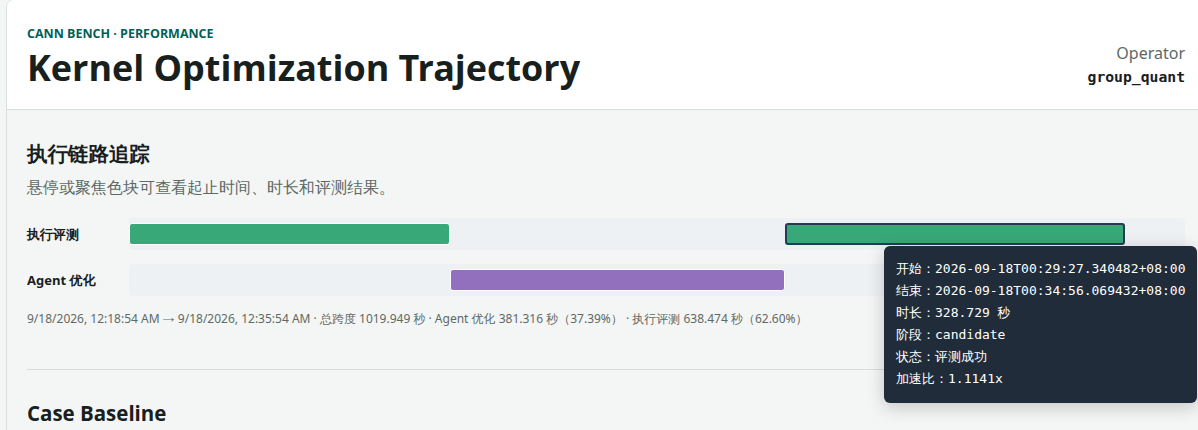 CANN BENCH · PERFORMANCE
Kernel Optimization Trajectory
Operator
group_quant
执行链路追踪
悬停或聚焦色块可查看起止时间、时长和评测结果。
执行评测
Agent 优化
9/18/2026, 12:18:54 AM → 9/18/2026, 12:35:54 AM · 总跨度 1019.949 秒 · Agent 优化 381.316 秒（37.39%） · 执行评测 638.474 秒（62.60%）
开始：2026-09-18T00:29:27.340482+08:00
结束：2026-09-18T00:34:56.069432+08:00
时长：328.729 秒
阶段：candidate
状态：评测成功
加速比：1.1141x
Case Baseline